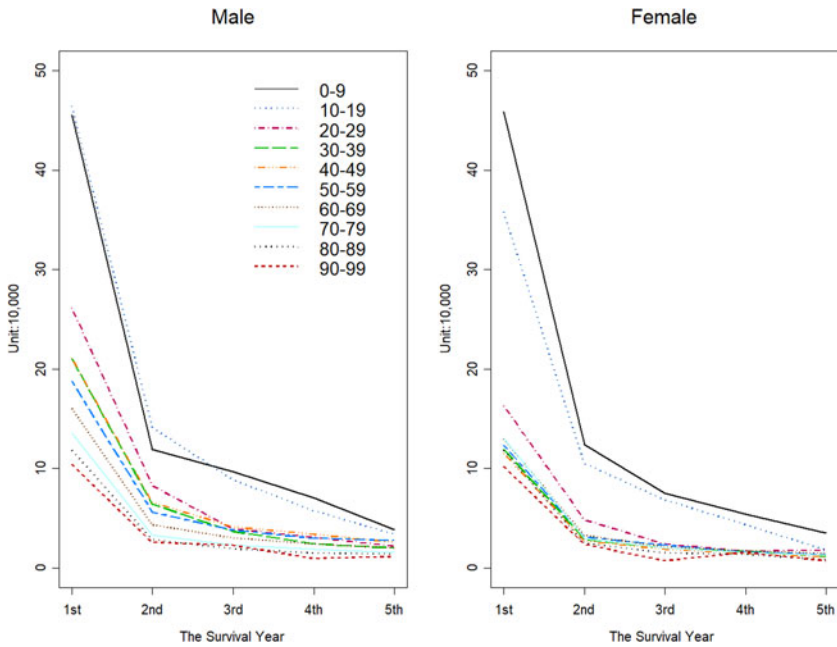 Male
Female
Unit:10,000
50
40
30
20
10
0
0-9
10-19
20-29
30-39
40-49
50-59
60-69
70-79
80-89
90-99
1st 2nd 3rd 4th 5th
The Survival Year
Unit:10,000
50
40
30
20
10
0
1st 2nd 3rd 4th 5th
The Survival Year